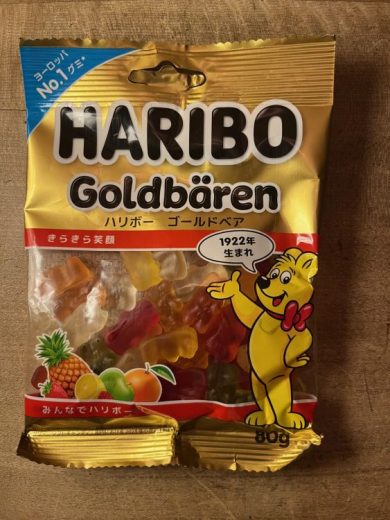 ヨーロッパ
No.1グミ*
HARIBO
Goldbären
ハリボー ゴールドベア
きらきら笑顔
1922年
生まれ
みんなでハリボー
80g